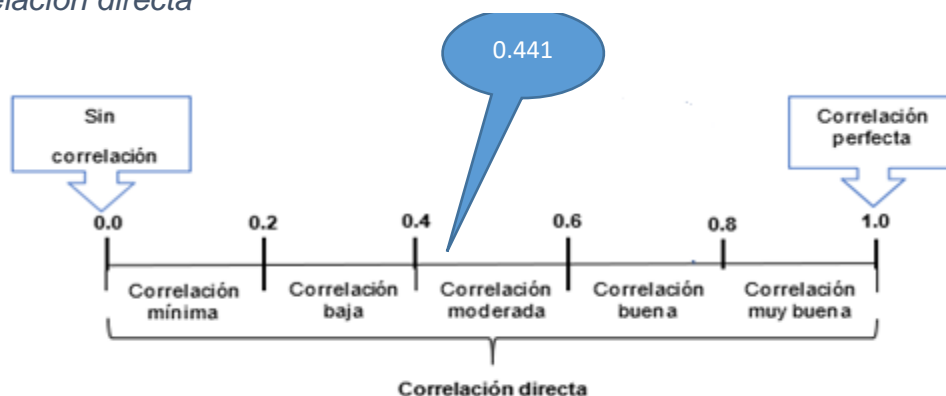 directa
0.441
Sin
correlación
Correlación
perfecta
0.0 0.2 0.4 0.6 0.8 1.0
Correlación mínima
Correlación baja
Correlación moderada
Correlación buena
Correlación muy buena
Correlación directa